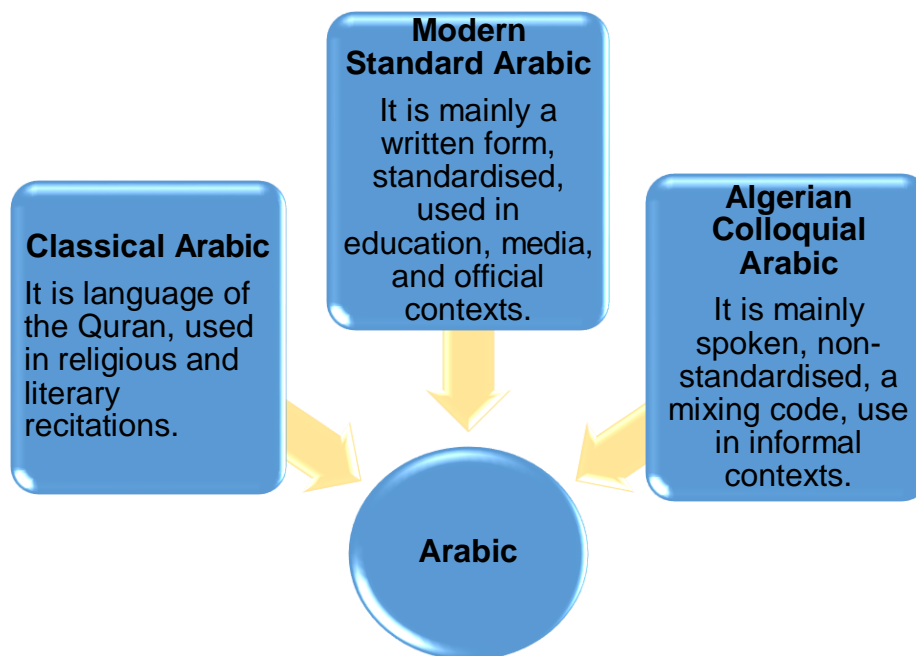 Classical Arabic
It is language of
the Quran, used
in religious and
literary
recitations.
Modern
Standard Arabic
It is mainly a
written form,
standardised,
used in
education, media,
and official
contexts.
Algerian
Colloquial
Arabic
It is mainly
spoken, non-
standardised, a
mixing code, use
in informal
contexts.
Arabic